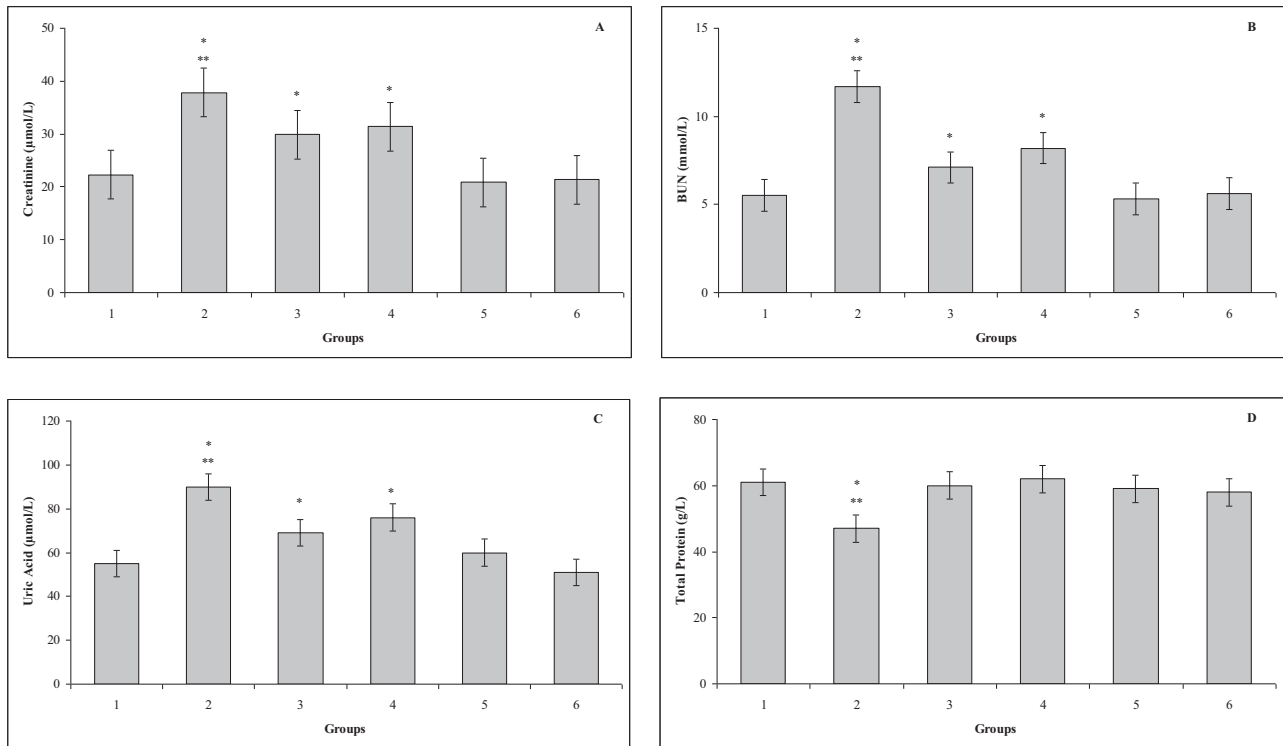 A
50
40
30
20
10
0
Creatinine (µmol/L)
*
**
*
*
1 2 3 4 5 6
Groups
B
15
10
5
0
BUN (mmol/L)
*
**
*
*
1 2 3 4 5 6
Groups
C
120
100
80
60
40
20
0
Uric Acid (µmol/L)
*
**
*
*
1 2 3 4 5 6
Groups
D
80
60
40
20
0
Total Protein (g/L)
*
**
1 2 3 4 5 6
Groups